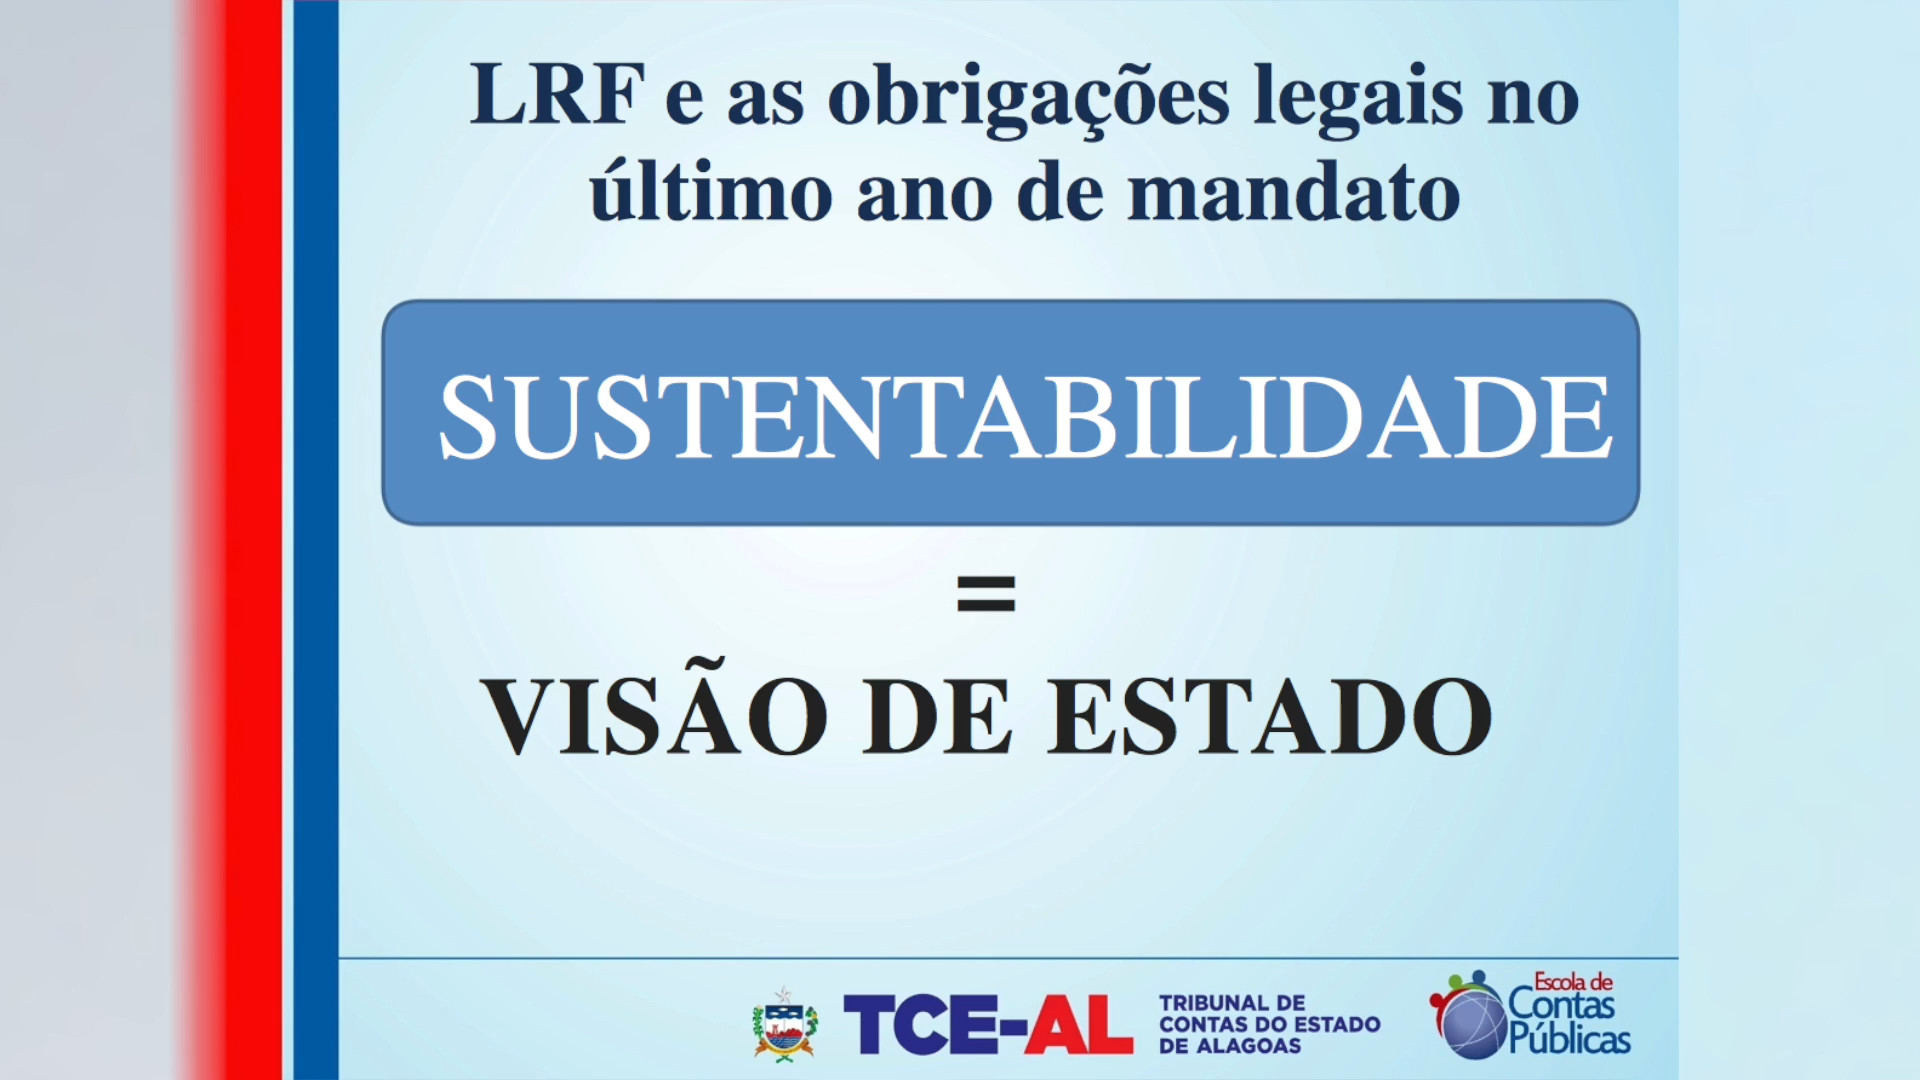 LRF e as obrigações legais no
último ano de mandato
SUSTENTABILIDADE
=
VISÃO DE ESTADO
TCE-AL
TRIBUNAL DE
CONTAS DO ESTADO
DE ALAGOAS
Escola de
Contas
Públicas